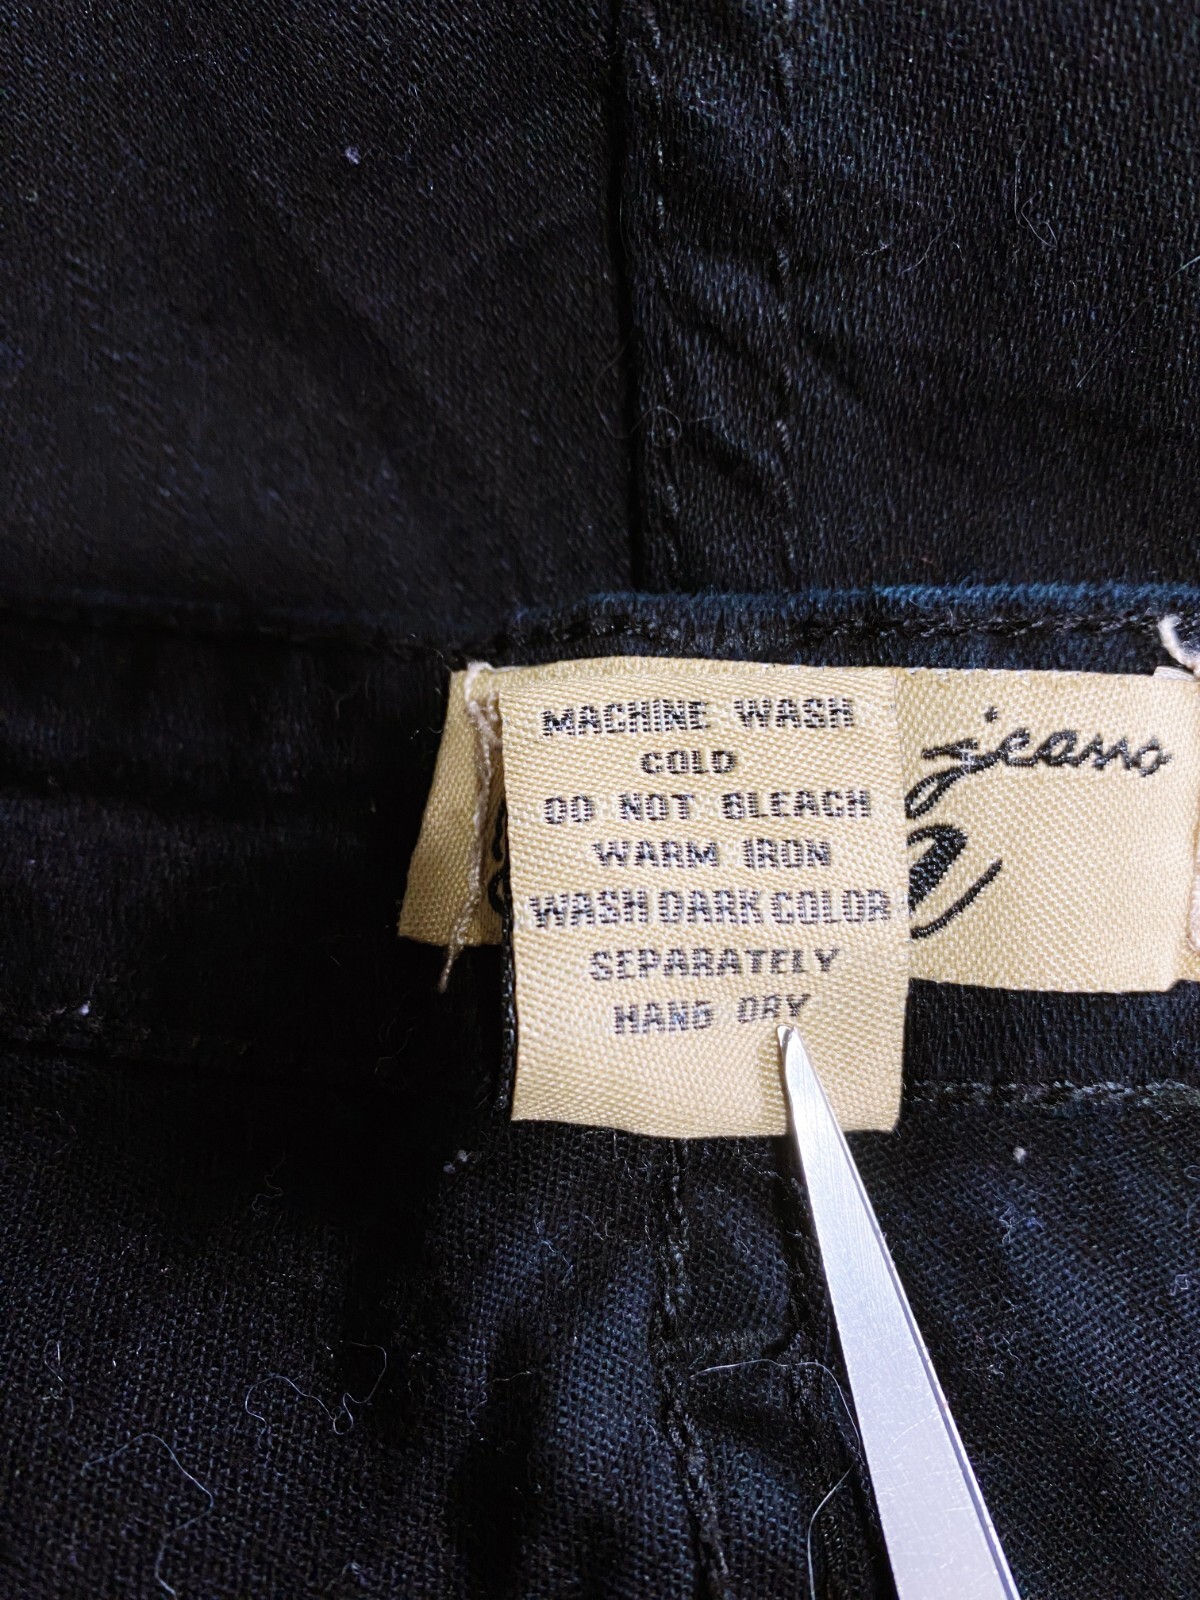 MACHINE WASH
COLD
DO NOT BLEACH
WARM IRON
WASH DARK COLOR
SEPARATELY
HANG DRY
jeans